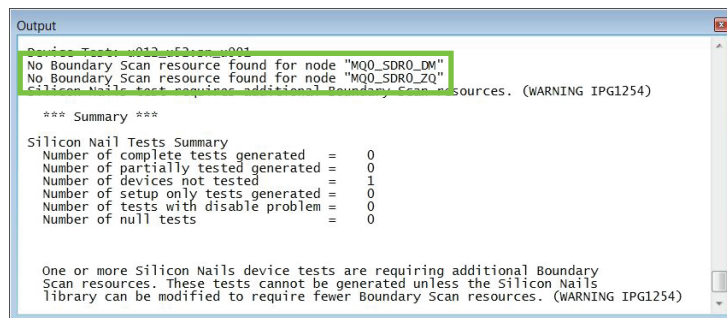 Output
Device Test: u012_u52:sn_u001
No Boundary Scan resource found for node "MQ0_SDR0_DM"
No Boundary Scan resource found for node "MQ0_SDR0_ZQ"
Silicon Nails test requires additional Boundary Scan resources. (WARNING IPG1254)
*** Summary ***
Silicon Nail Tests Summary
Number of complete tests generated = 0
Number of partially tested generated = 0
Number of devices not tested = 1
Number of setup only tests generated = 0
Number of tests with disable problem = 0
Number of null tests = 0
One or more Silicon Nails device tests are requiring additional Boundary
Scan resources. These tests cannot be generated unless the Silicon Nails
library can be modified to require fewer Boundary Scan resources. (WARNING IPG1254)